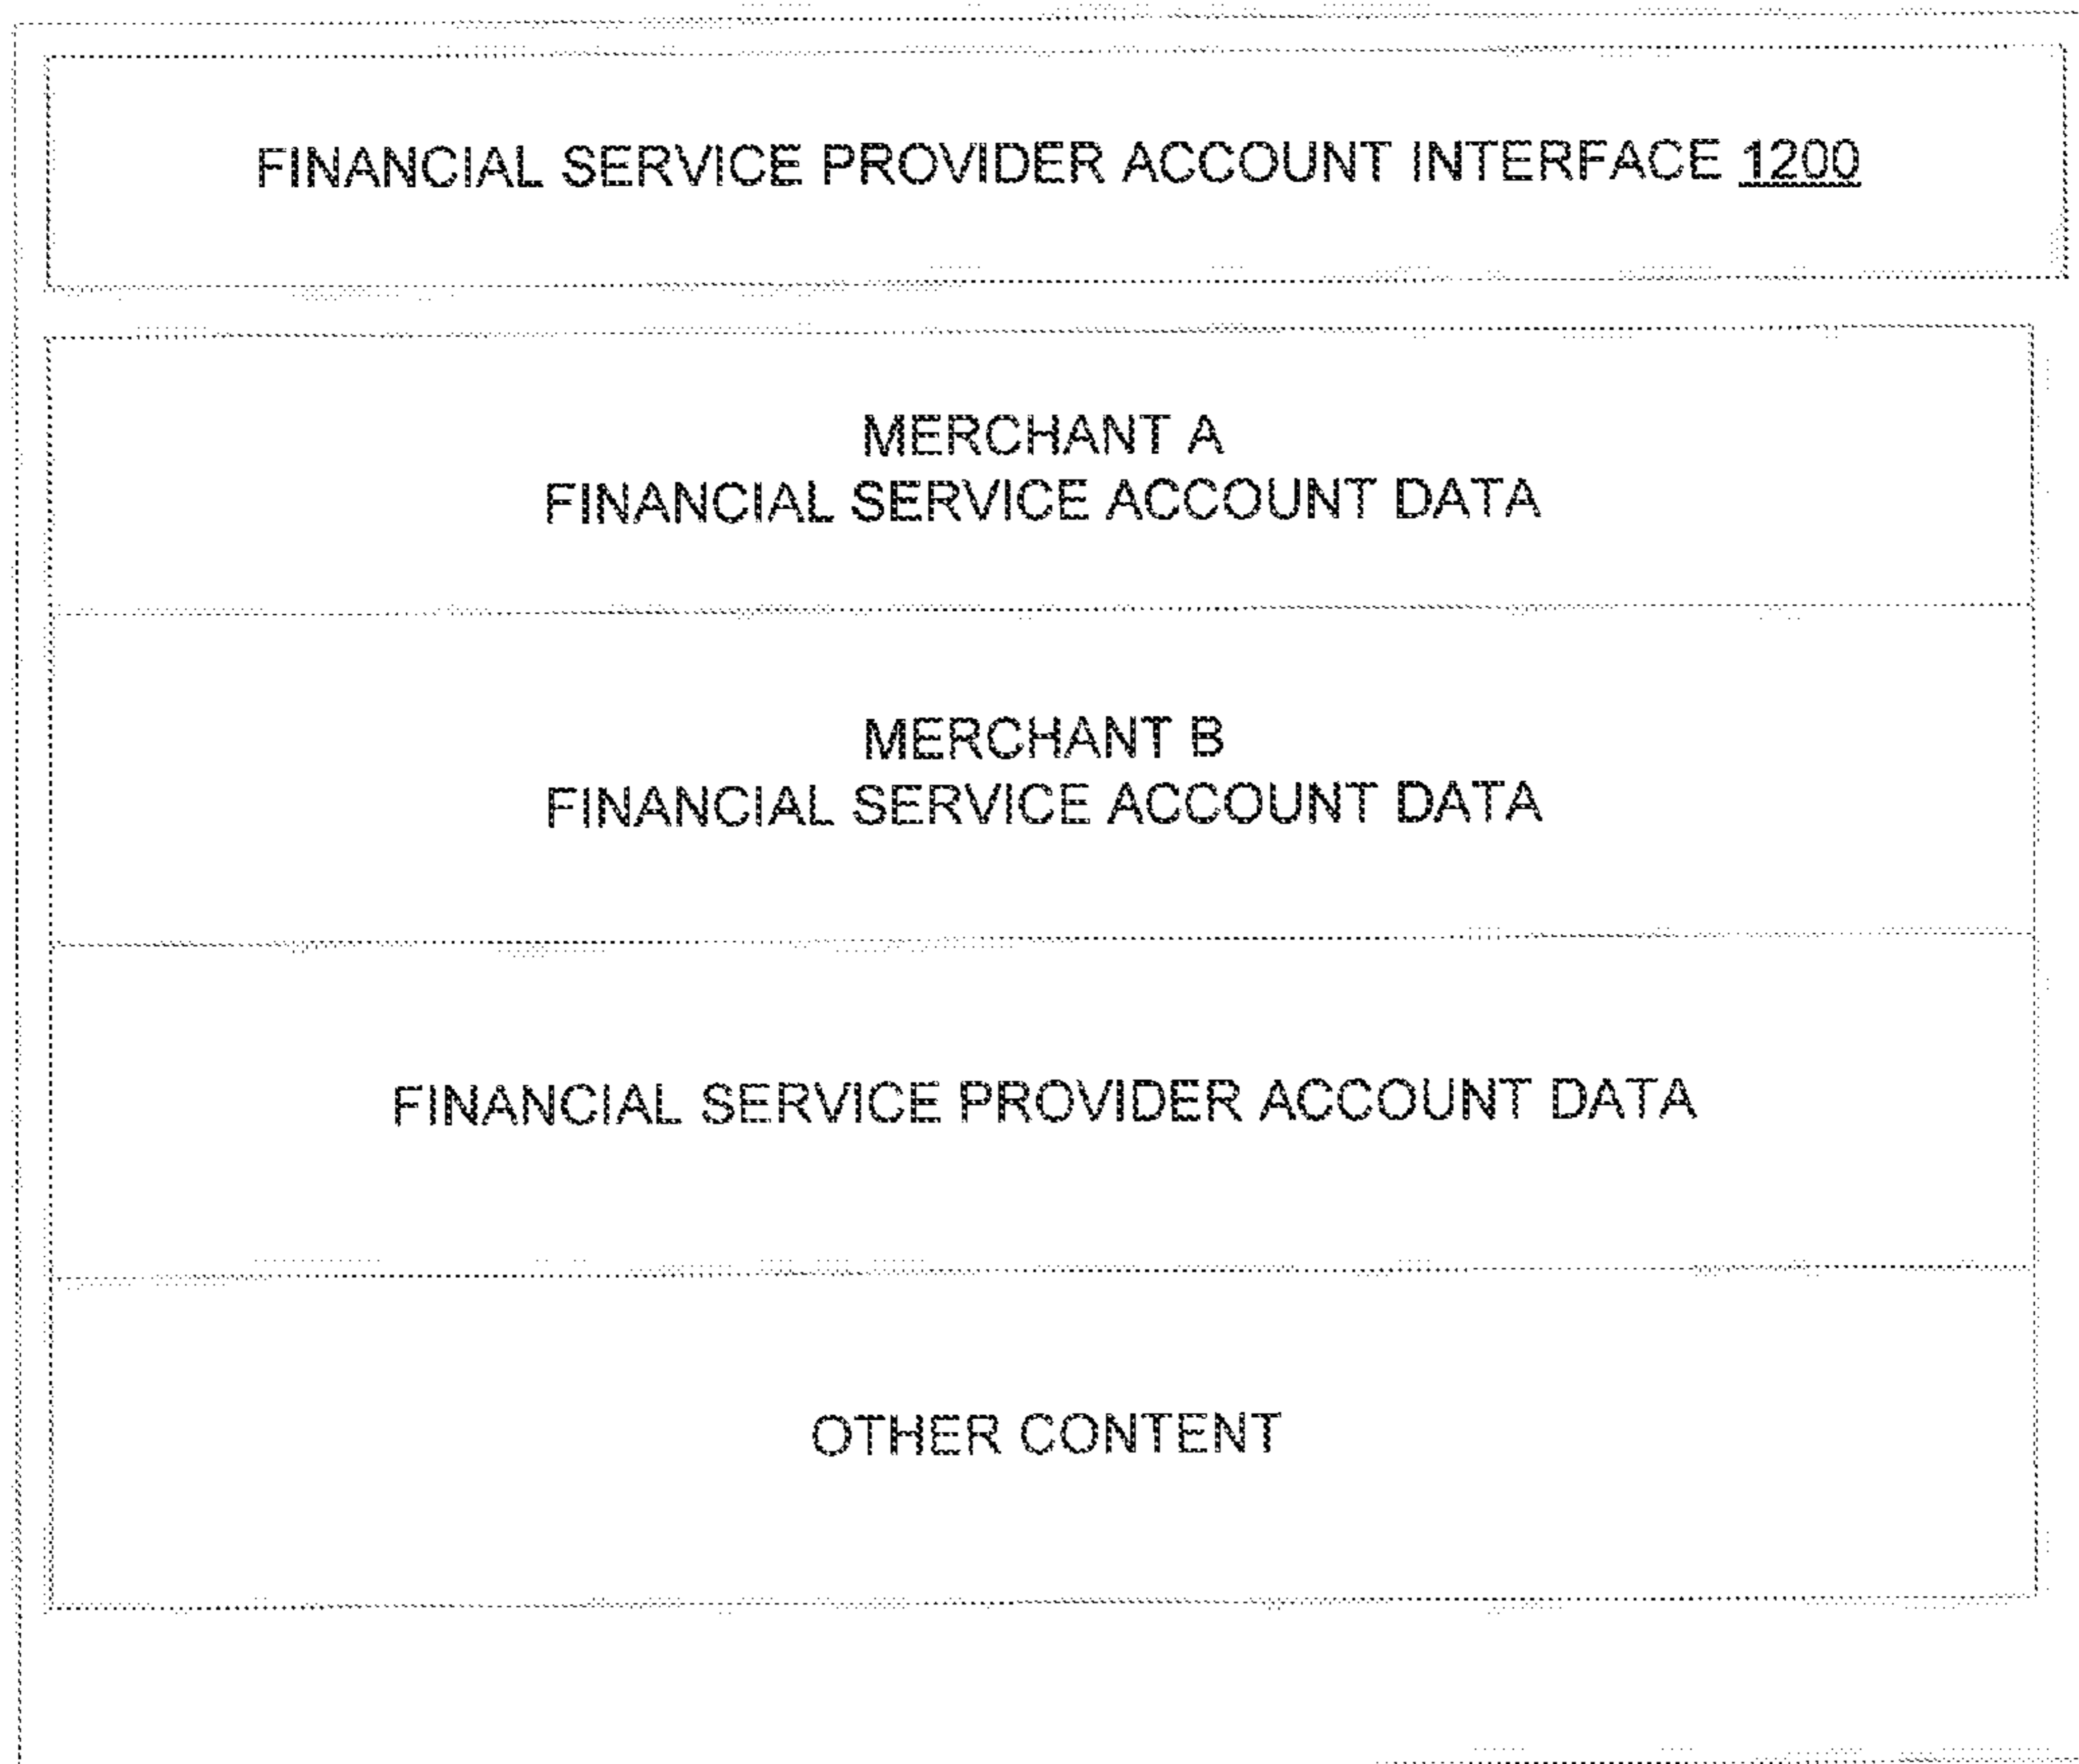 FINANCIAL SERVICE PROVIDER ACCOUNT INTERFACE 1200
MERCHANT A
FINANCIAL SERVICE ACCOUNT DATA
MERCHANT B
FINANCIAL SERVICE ACCOUNT DATA
FINANCIAL SERVICE PROVIDER ACCOUNT DATA
OTHER CONTENT